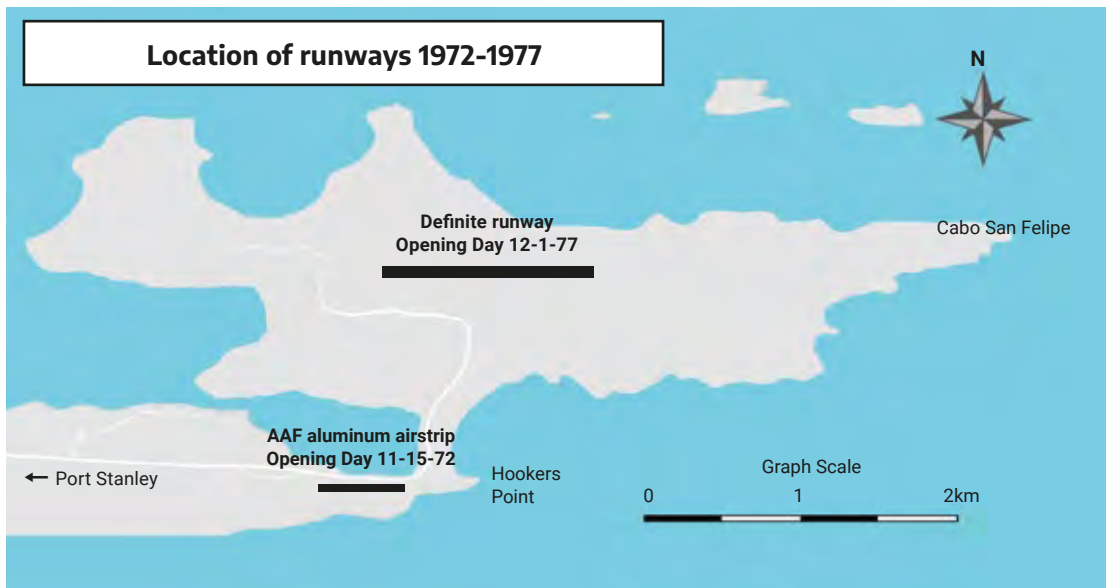 Location of runways 1972-1977
N
Definite runway
Opening Day 12-1-77
Cabo San Felipe
AAF aluminum airstrip
Opening Day 11-15-72
← Port Stanley
Hookers
Point
Graph Scale
0 1 2km